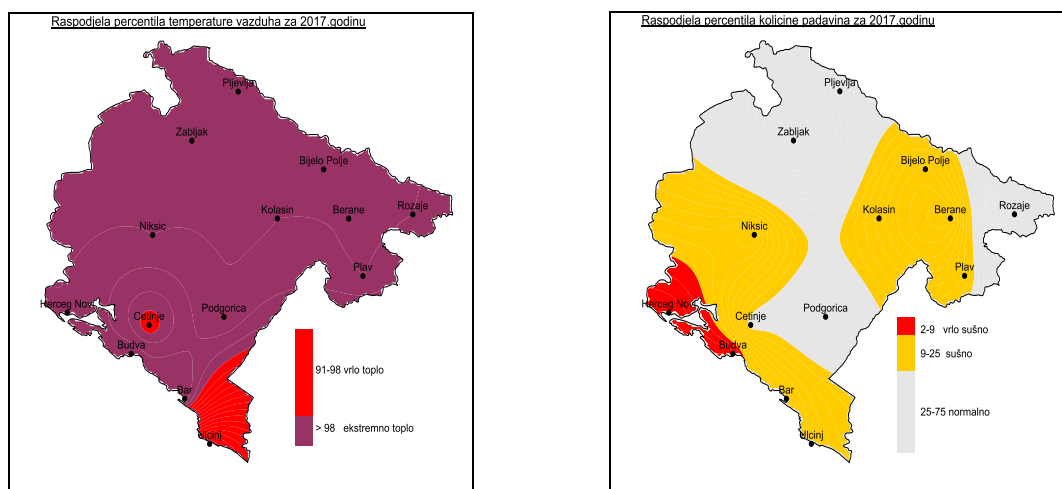 Raspodjela percentila temperature vazduha za 2017.godinu
Pljevlja
Zabljak
Bijelo Polje
Kolasin
Berane
Rozaje
Niksic
Plav
Herceg Novi
Cetinje
Podgorica
Budva
Bar
Ulcinj
91-98 vrlo toplo
> 98 ekstremno toplo
Raspodjela percentila kolicine padavina za 2017.godinu
Pljevlja
Zabljak
Bijelo Polje
Kolasin
Berane
Rozaje
Niksic
Plav
Herceg Novi
Cetinje
Podgorica
Budva
Bar
Ulcinj
2-9 vrlo sušno
9-25 sušno
25-75 normalno